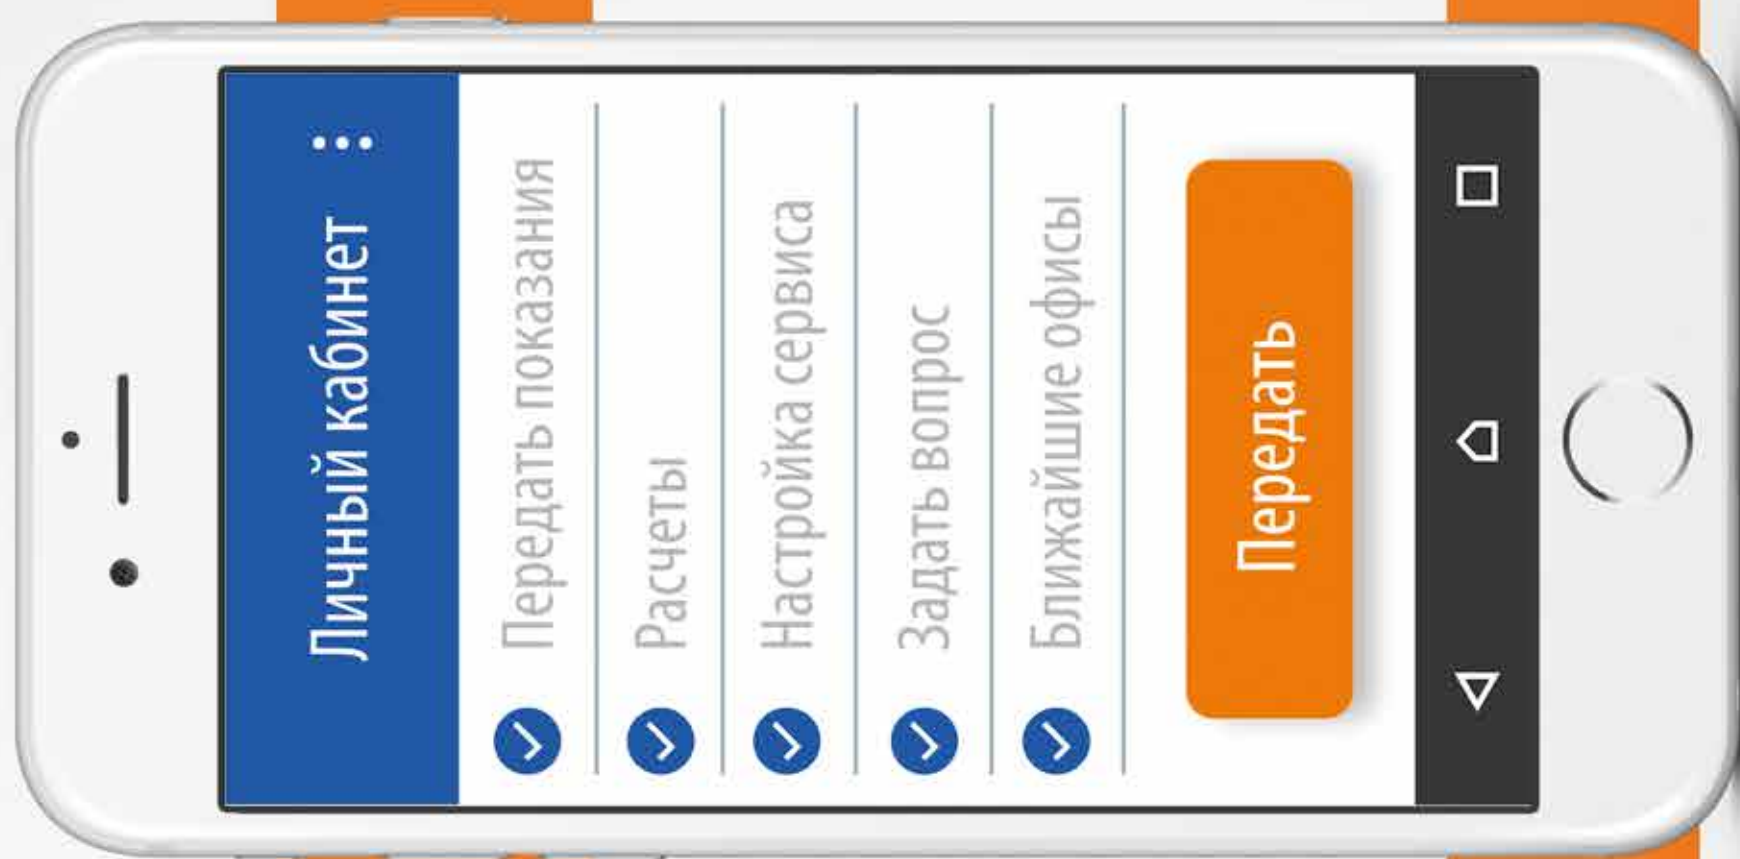 Личный кабинет
Передать показания
Расчеты
Настройка сервиса
Задать вопрос
Ближайшие офисы
Передать